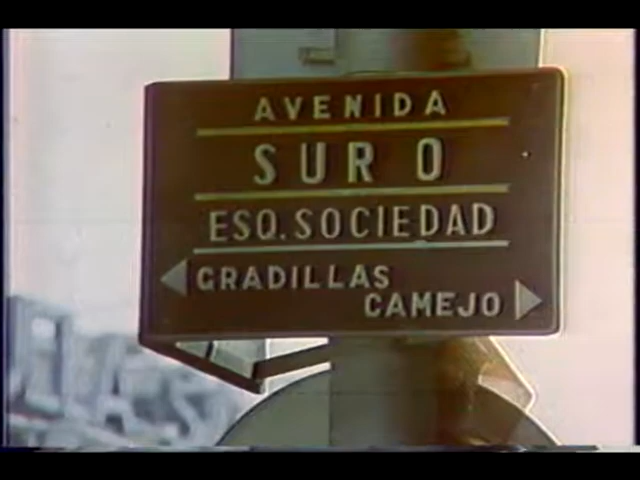 AVENIDA
SUR 0
ESQ. SOCIEDAD
GRADILLAS
CAMEJO